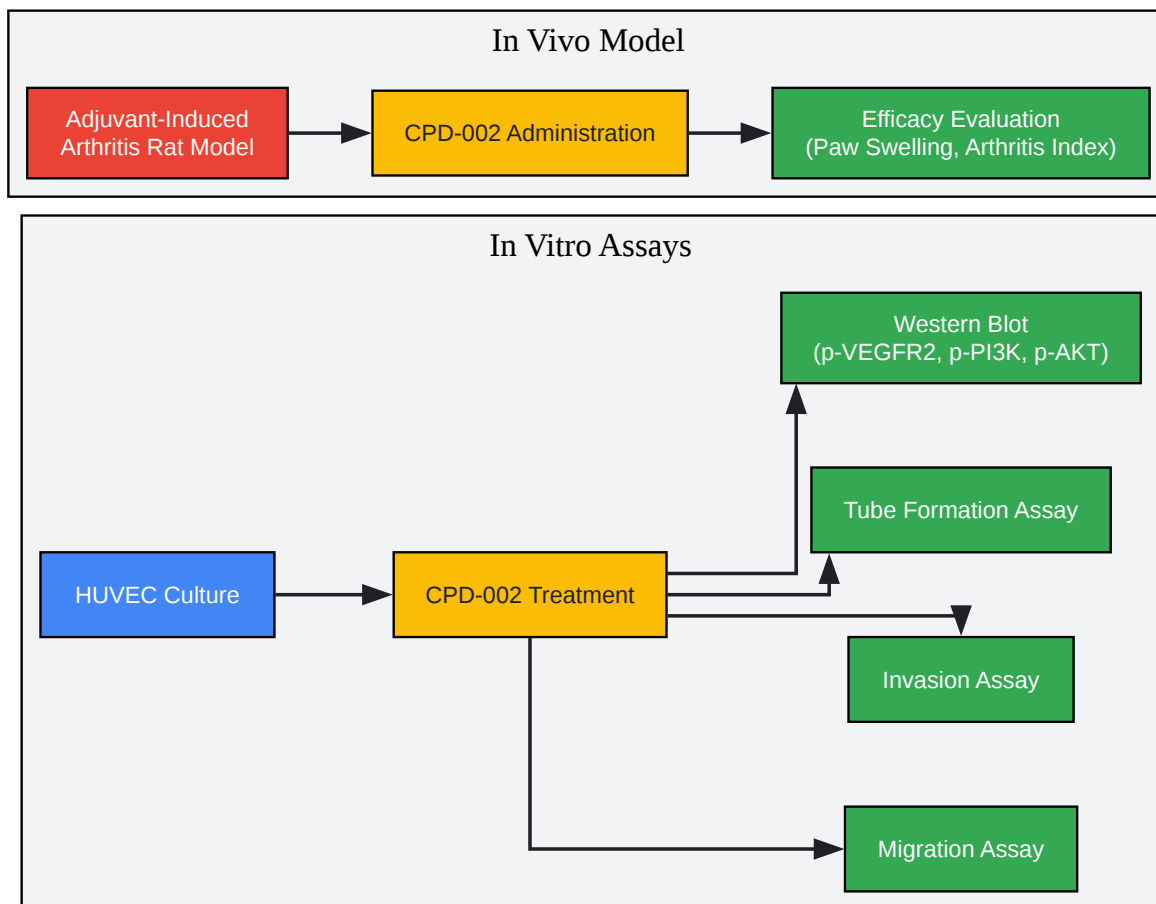 In Vivo Model
Adjuvant-Induced
Arthritis Rat Model
CPD-002 Administration
Efficacy Evaluation
(Paw Swelling, Arthritis Index)
In Vitro Assays
Western Blot
(p-VEGFR2, p-PI3K, p-AKT)
Tube Formation Assay
HUVEC Culture
CPD-002 Treatment
Invasion Assay
Migration Assay